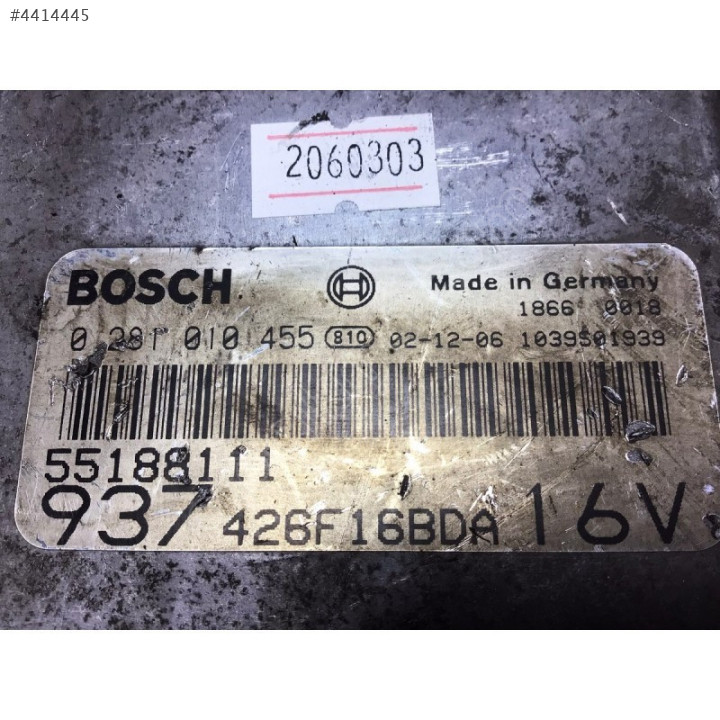 #4414445
2060303
BOSCH Made in Germany
1866 0018
0 281 010 455 810 02-12-06 1039S01939
55188111
937 426F16BDA 16V